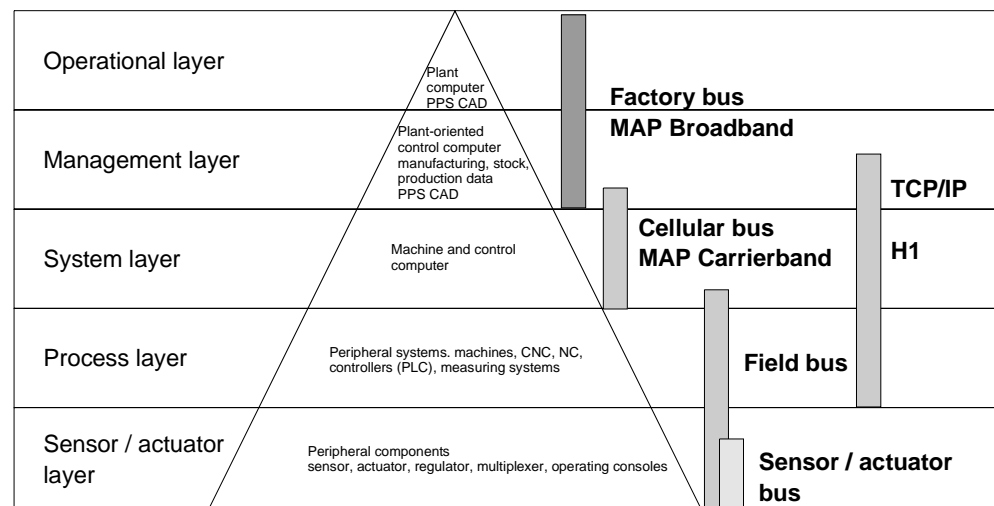 Operational layer
Plant
computer
PPS CAD
Factory bus
MAP Broadband
Management layer
Plant-oriented
control computer
manufacturing, stock,
production data
PPS CAD
TCP/IP
System layer
Machine and control
computer
Cellular bus
MAP Carrierband
H1
Process layer
Peripheral systems. machines, CNC, NC,
controllers (PLC), measuring systems
Field bus
Sensor / actuator
layer
Peripheral components
sensor, actuator, regulator, multiplexer, operating consoles
Sensor / actuator
bus